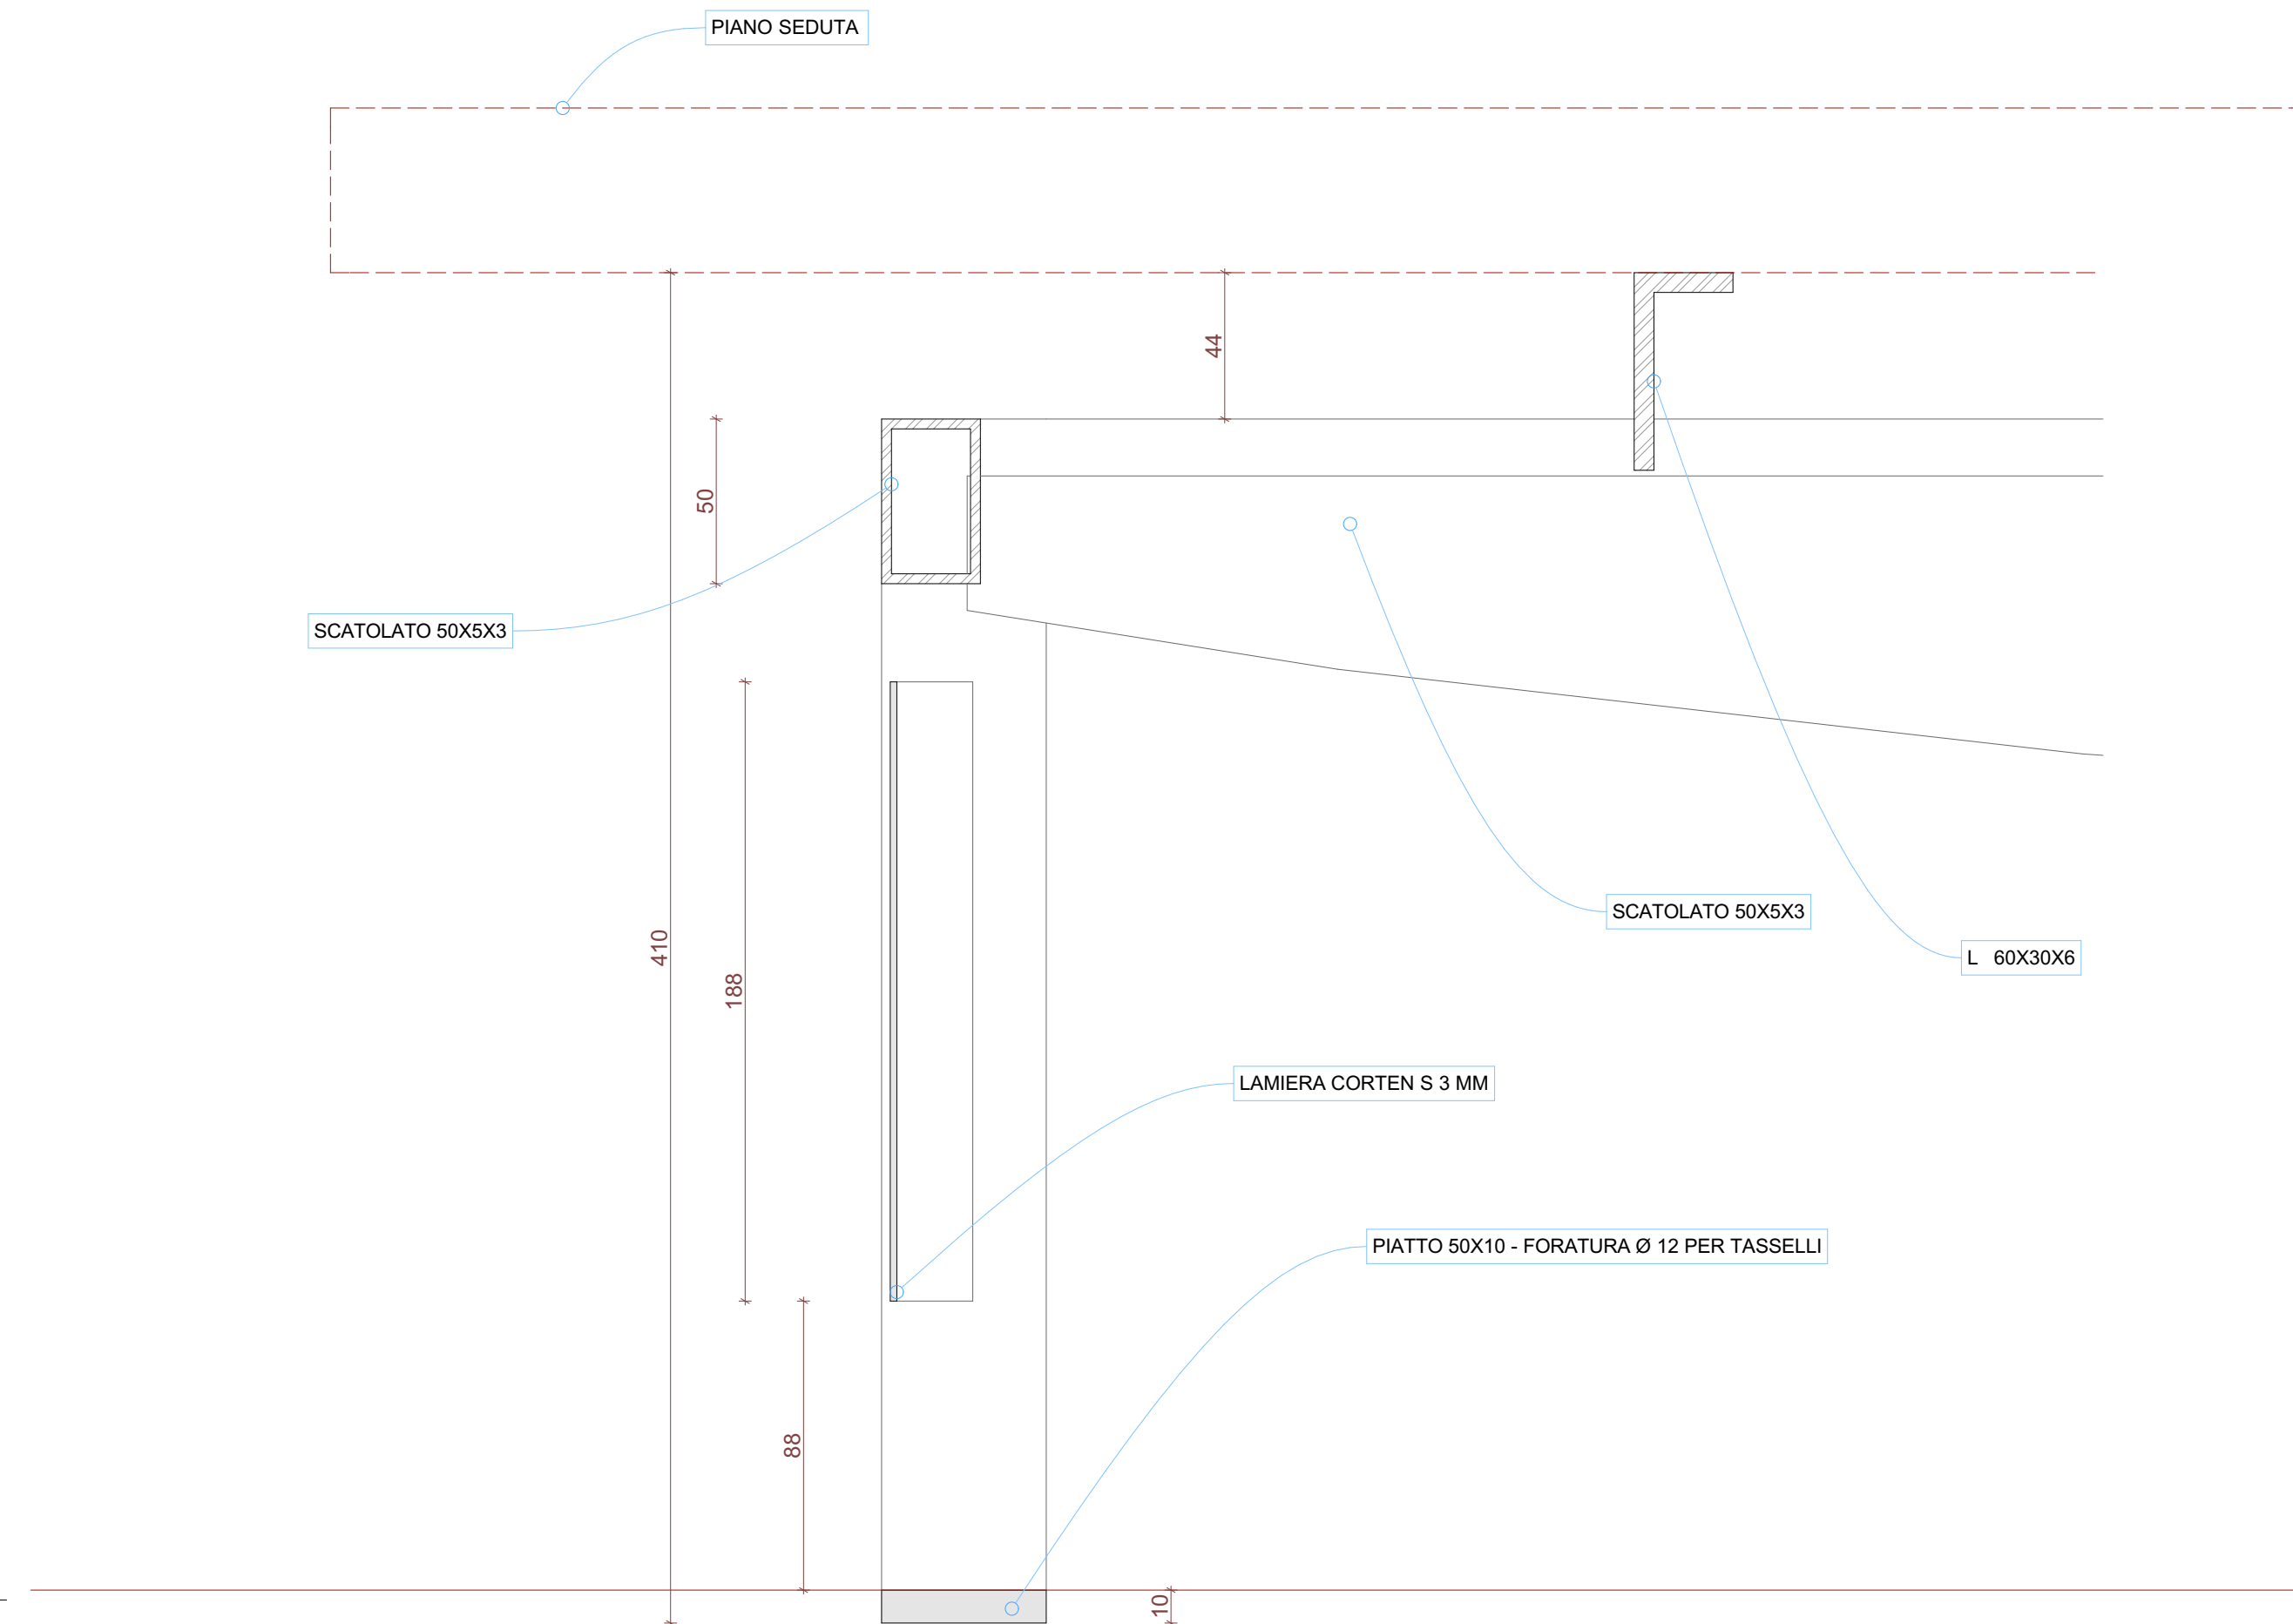 PIANO SEDUTA
44
50
SCATOLATO 50X5X3
SCATOLATO 50X5X3
410
188
L 60X30X6
LAMIERA CORTEN S 3 MM
PIATTO 50X10 - FORATURA Ø 12 PER TASSELLI
88
10